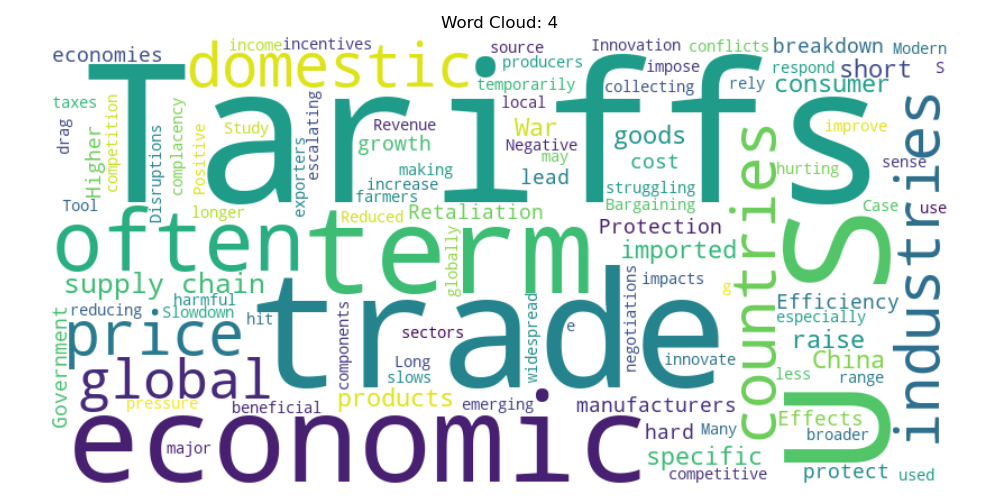 Word Cloud: 4
economies
income
incentives
source
producers
temporarily
Innovation
impose
conflicts
breakdown
Modern
respond
short
S
domestic
Tariffs
collecting
rely
consumer
taxes
drag
Higher
competition
Disruptions
complacency
Positive
Study
exporters
escalating
Revenue
growth
local
War
Negative
may
goods
cost
improve
making
increase
farmers
lead
struggling
Bargaining
hurting
sense
Tool
longer
Reduced
Retaliation
Protection
Case
use
often
term
globally
imported
countries
U S
industries
supply chain
harmful
reducing
Slowdown
hit
impacts
g
negotiations
widespread
e
Efficiency
especially
Government
price
trade
components
sectors
Long
slows
innovate
raise
China
less
range
global
pressure
beneficial
products
emerging
manufacturers
Effects
broader
economic
major
hard
Many
specific
competitive
protect
used